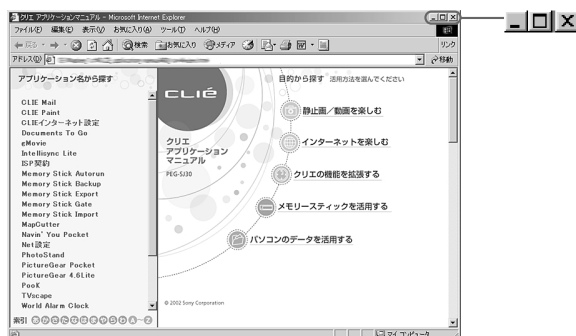 クリエ アプリケーションマニュアル - Microsoft Internet Explorer
ファイル(F) 編集(E) 表示(V) お気に入り(A) ツール(T) ヘルプ(H)
戻る 検索 お気に入り メディア リンク
アドレス(D) 移動
アプリケーション名から探す
CLIE Mail
CLIE Paint
CLIEインターネット設定
Documents To Go
gMovie
Intellisync Lite
ISP契約
Memory Stick Autorun
Memory Stick Backup
Memory Stick Export
Memory Stick Gate
Memory Stick Import
MapCutter
Navin' You Pocket
Net設定
PhotoStand
PictureGear Pocket
PictureGear 4.6Lite
PooK
TVscape
World Alarm Clock
索引 あ か さ た な は ま や ら わ A~Z
CLIÉ
クリエ
アプリケーション
マニュアル
PEG-SJ30
目的から探す 活用方法を選んでください
静止画/動画を楽しむ
インターネットを楽しむ
クリエの機能を拡張する
メモリースティックを活用する
パソコンのデータを活用する
© 2002 Sony Corporation
マイ コンピュータ